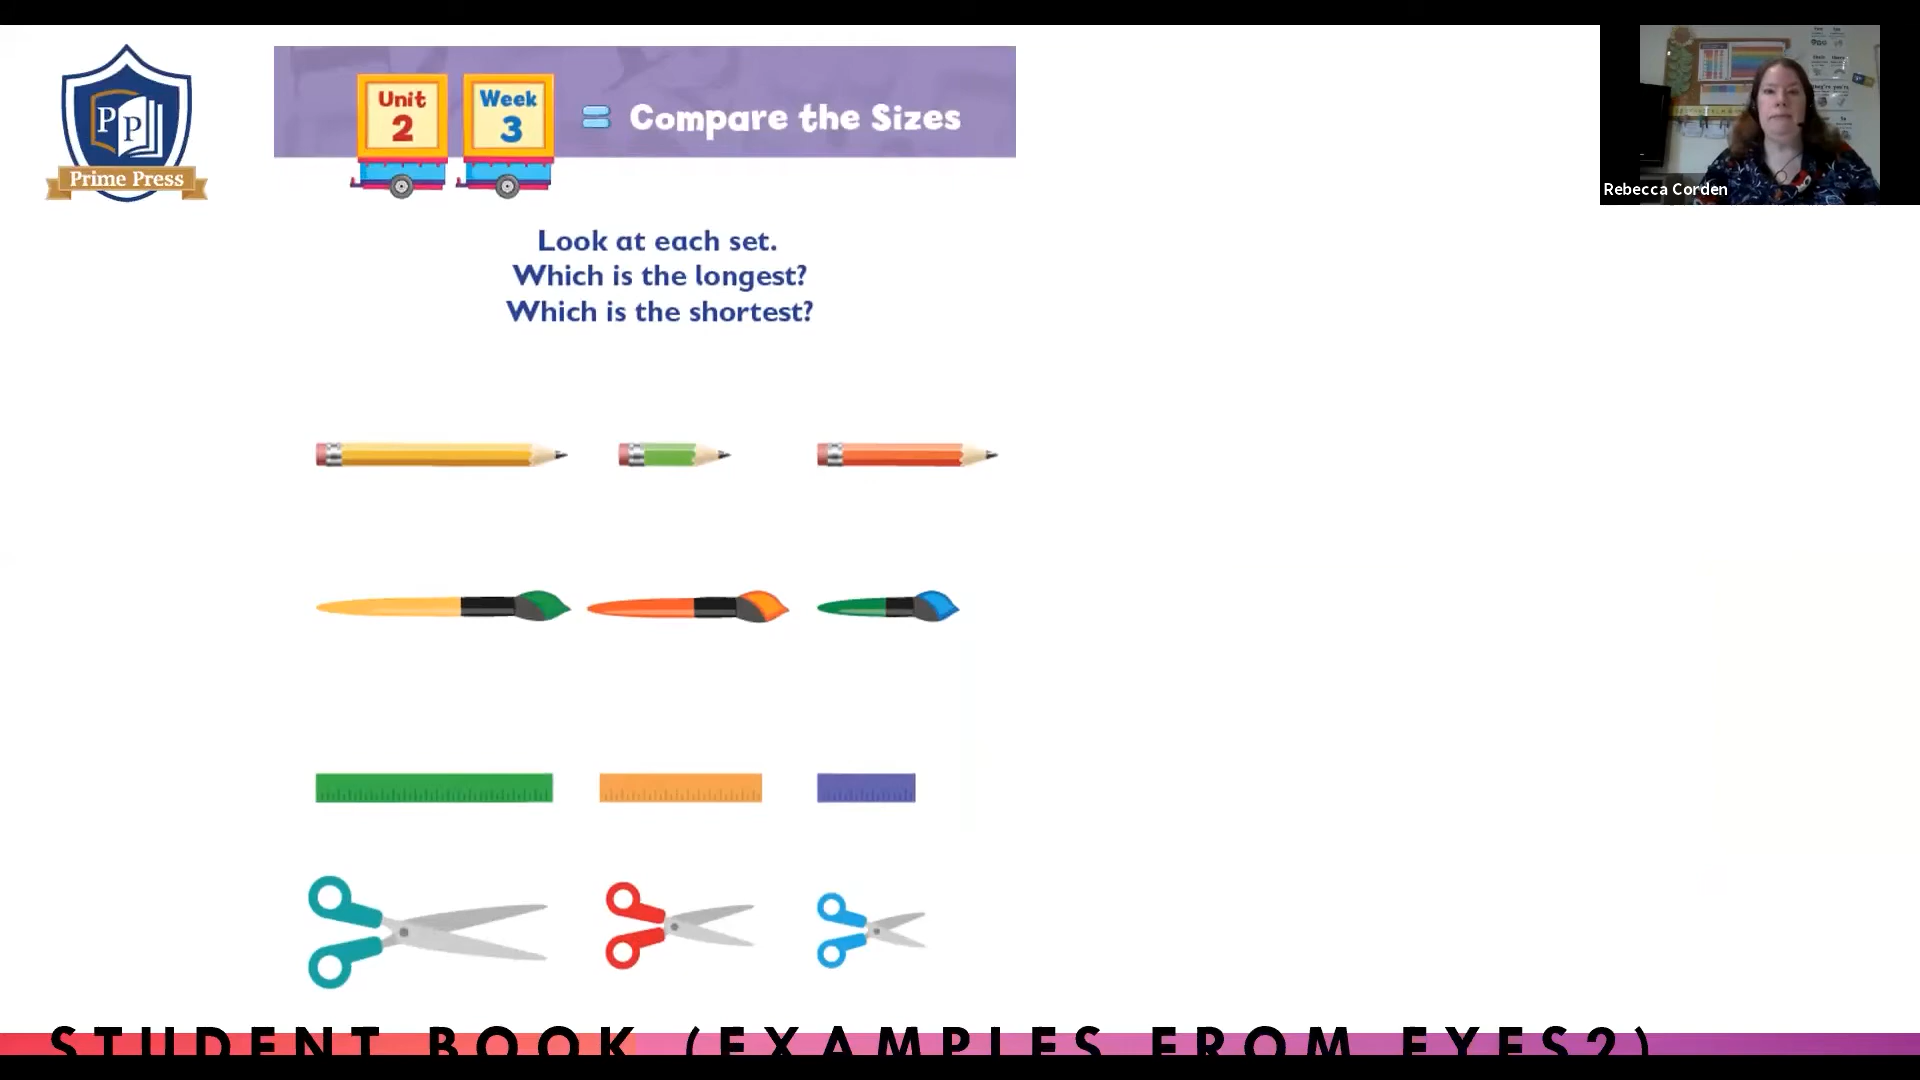 PP
Prime Press
Unit
2
Week
3
Compare the Sizes
Look at each set.
Which is the longest?
Which is the shortest?
Rebecca Corden
STUDENT BOOK (EXAMPLES FROM EYES2)